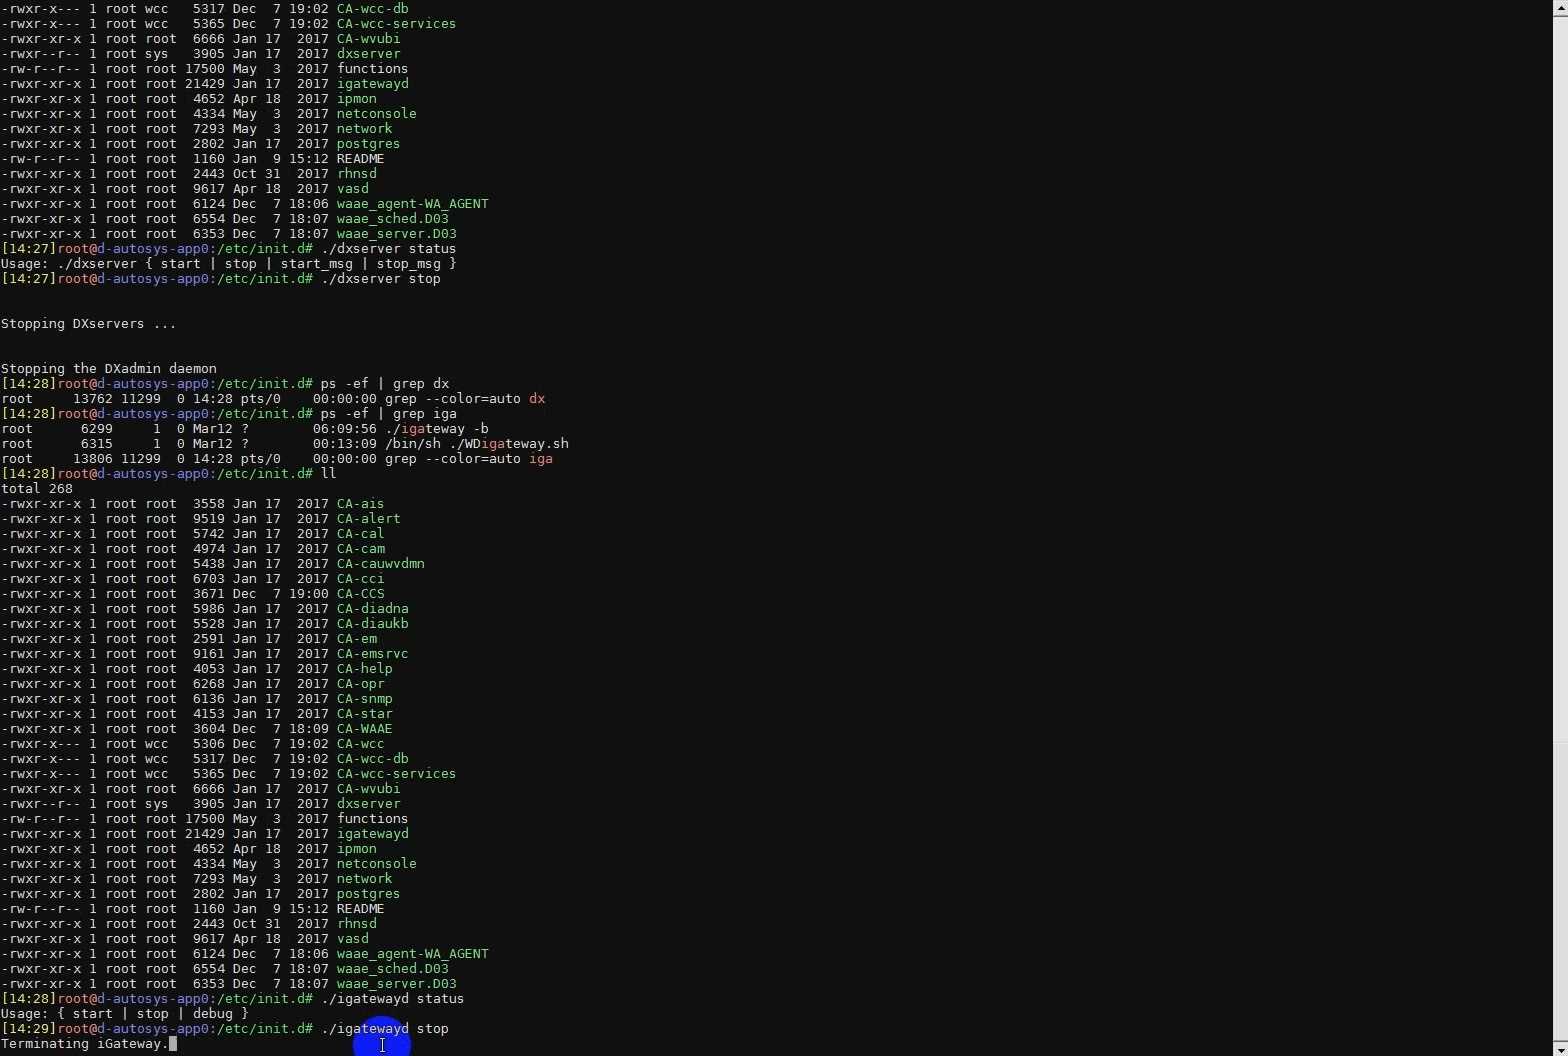 -rwxr-x--- 1 root wcc   5317 Dec  7 19:02 CA-wcc-db
-rwxr-x--- 1 root wcc   5365 Dec  7 19:02 CA-wcc-services
-rwxr-xr-x 1 root root  6666 Jan 17  2017 CA-wvubi
-rwxr--r-- 1 root sys   3905 Jan 17  2017 dxserver
-rw-r--r-- 1 root root 17500 May  3  2017 functions
-rwxr-xr-x 1 root root 21429 Jan 17  2017 igatewayd
-rwxr-xr-x 1 root root  4652 Apr 18  2017 ipmon
-rwxr-xr-x 1 root root  4334 May  3  2017 netconsole
-rwxr-xr-x 1 root root  7293 May  3  2017 network
-rwxr-xr-x 1 root root  2802 Jan 17  2017 postgres
-rw-r--r-- 1 root root  1160 Jan  9 15:12 README
-rwxr-xr-x 1 root root  2443 Oct 31  2017 rhnsd
-rwxr-xr-x 1 root root  9617 Apr 18  2017 vasd
-rwxr-xr-x 1 root root  6124 Dec  7 18:06 waae_agent-WA_AGENT
-rwxr-xr-x 1 root root  6554 Dec  7 18:07 waae_sched.D03
-rwxr-xr-x 1 root root  6353 Dec  7 18:07 waae_server.D03
[14:27]root@d-autosys-app0:/etc/init.d# ./dxserver status
Usage: ./dxserver { start | stop | start_msg | stop_msg }
[14:27]root@d-autosys-app0:/etc/init.d# ./dxserver stop
Stopping DXservers ...
Stopping the DXadmin daemon
[14:28]root@d-autosys-app0:/etc/init.d# ps -ef | grep dx
root     13762 11299  0 14:28 pts/0    00:00:00 grep --color=auto dx
[14:28]root@d-autosys-app0:/etc/init.d# ps -ef | grep iga
root      6299     1  0 Mar12 ?        06:09:56 ./igateway -b
root      6315     1  0 Mar12 ?        00:13:09 /bin/sh ./WDigateway.sh
root     13806 11299  0 14:28 pts/0    00:00:00 grep --color=auto iga
[14:28]root@d-autosys-app0:/etc/init.d# ll
total 268
-rwxr-xr-x 1 root root  3558 Jan 17  2017 CA-ais
-rwxr-xr-x 1 root root  9519 Jan 17  2017 CA-alert
-rwxr-xr-x 1 root root  5742 Jan 17  2017 CA-cal
-rwxr-xr-x 1 root root  4974 Jan 17  2017 CA-cam
-rwxr-xr-x 1 root root  5438 Jan 17  2017 CA-cauwvdmn
-rwxr-xr-x 1 root root  6703 Jan 17  2017 CA-cci
-rwxr-xr-x 1 root root  3671 Dec  7 19:00 CA-CCS
-rwxr-xr-x 1 root root  5986 Jan 17  2017 CA-diadna
-rwxr-xr-x 1 root root  5528 Jan 17  2017 CA-diaukb
-rwxr-xr-x 1 root root  2591 Jan 17  2017 CA-em
-rwxr-xr-x 1 root root  9161 Jan 17  2017 CA-emsrvc
-rwxr-xr-x 1 root root  4053 Jan 17  2017 CA-help
-rwxr-xr-x 1 root root  6268 Jan 17  2017 CA-opr
-rwxr-xr-x 1 root root  6136 Jan 17  2017 CA-snmp
-rwxr-xr-x 1 root root  4153 Jan 17  2017 CA-star
-rwxr-xr-x 1 root root  3604 Dec  7 18:09 CA-WAAE
-rwxr-x--- 1 root wcc   5306 Dec  7 19:02 CA-wcc
-rwxr-x--- 1 root wcc   5317 Dec  7 19:02 CA-wcc-db
-rwxr-x--- 1 root wcc   5365 Dec  7 19:02 CA-wcc-services
-rwxr-xr-x 1 root root  6666 Jan 17  2017 CA-wvubi
-rwxr--r-- 1 root sys   3905 Jan 17  2017 dxserver
-rw-r--r-- 1 root root 17500 May  3  2017 functions
-rwxr-xr-x 1 root root 21429 Jan 17  2017 igatewayd
-rwxr-xr-x 1 root root  4652 Apr 18  2017 ipmon
-rwxr-xr-x 1 root root  4334 May  3  2017 netconsole
-rwxr-xr-x 1 root root  7293 May  3  2017 network
-rwxr-xr-x 1 root root  2802 Jan 17  2017 postgres
-rw-r--r-- 1 root root  1160 Jan  9 15:12 README
-rwxr-xr-x 1 root root  2443 Oct 31  2017 rhnsd
-rwxr-xr-x 1 root root  9617 Apr 18  2017 vasd
-rwxr-xr-x 1 root root  6124 Dec  7 18:06 waae_agent-WA_AGENT
-rwxr-xr-x 1 root root  6554 Dec  7 18:07 waae_sched.D03
-rwxr-xr-x 1 root root  6353 Dec  7 18:07 waae_server.D03
[14:28]root@d-autosys-app0:/etc/init.d# ./igatewayd status
Usage: { start | stop | debug }
[14:29]root@d-autosys-app0:/etc/init.d# ./igatewayd stop
Terminating iGateway.